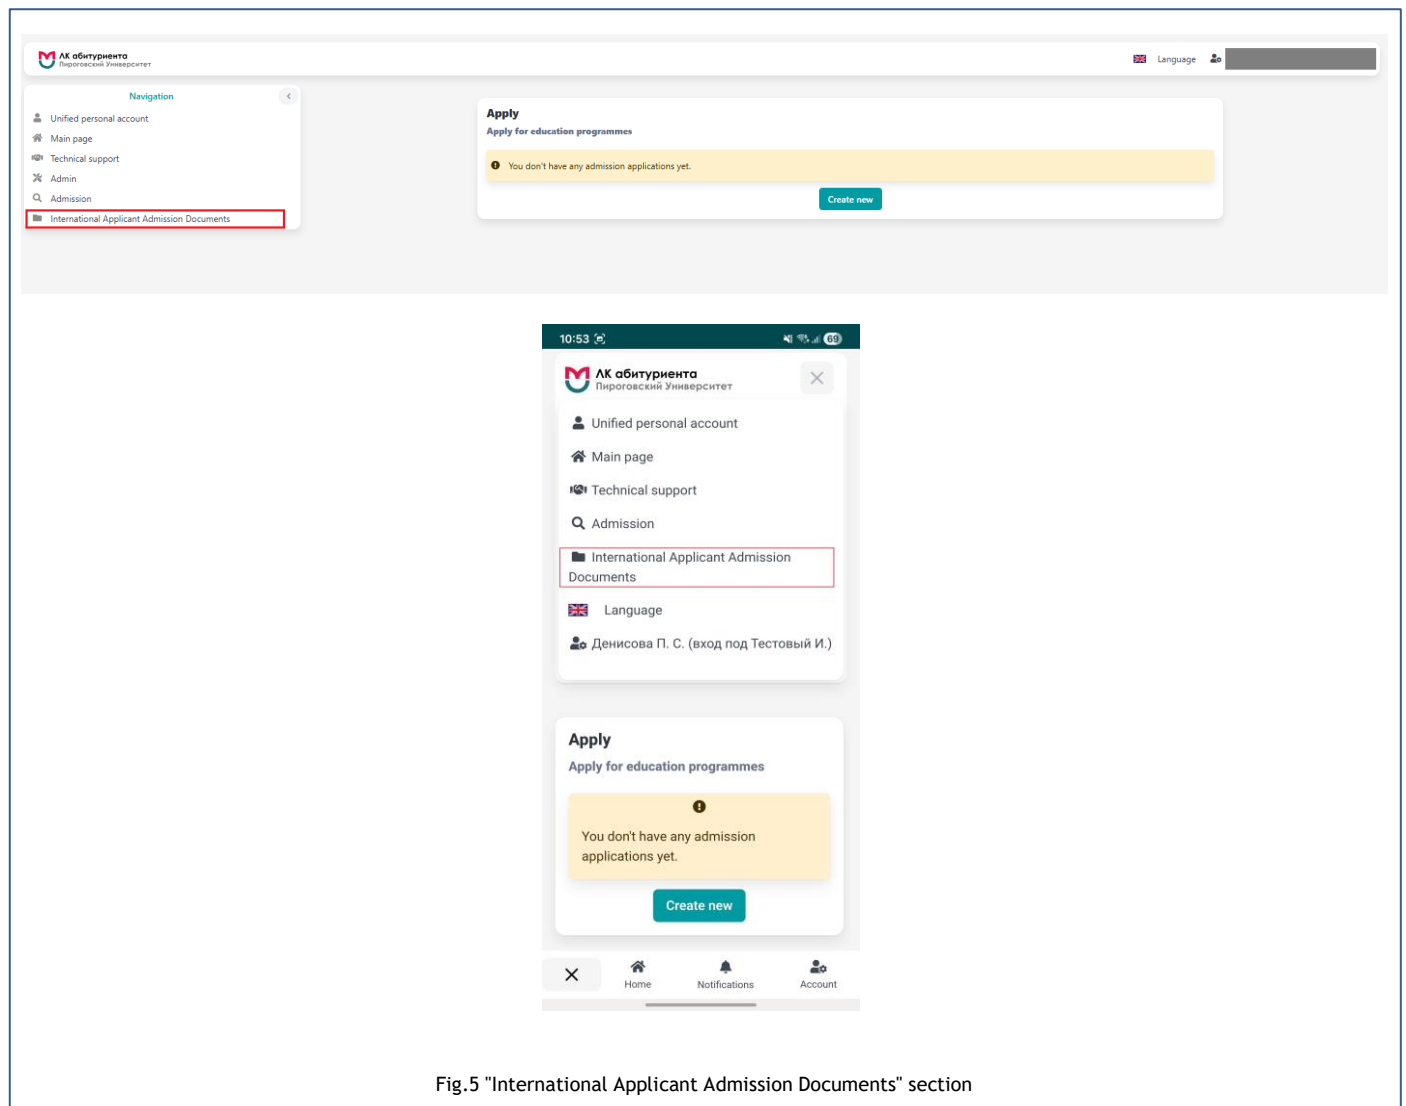 ЛК абитуриента
Пироговский Университет
Language
Navigation
Unified personal account
Main page
Technical support
Admin
Admission
International Applicant Admission Documents
Apply
Apply for education programmes
You don't have any admission applications yet.
Create new
10:53
69
ЛК абитуриента
Пироговский Университет
Unified personal account
Main page
Technical support
Admission
International Applicant Admission
Documents
Language
Денисова П. С. (вход под Тестовый И.)
Apply
Apply for education programmes
You don't have any admission
applications yet.
Create new
Home
Notifications
Account
Fig.5 "International Applicant Admission Documents" section